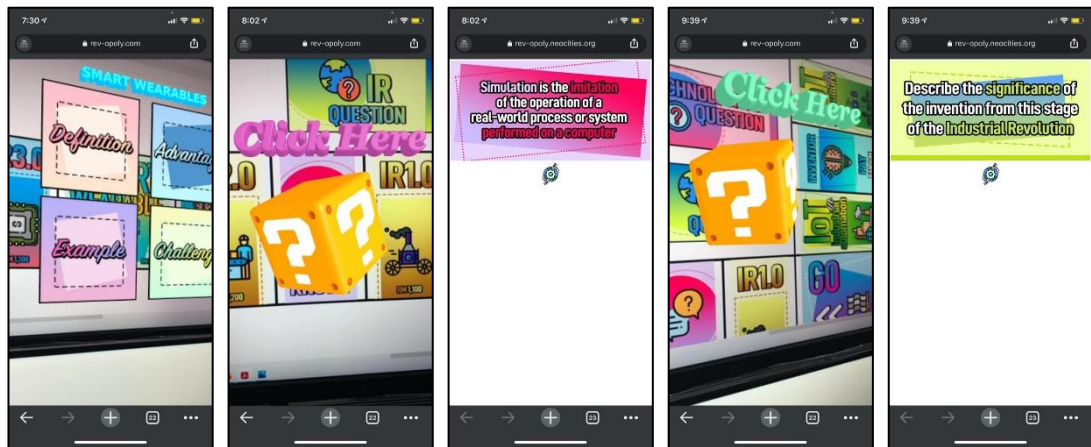 7:30
rev-opoly.com
SMART WEARABLES
Definition
Advantag
Example
Challeng
22
8:02
rev-opoly.com
IR
QUESTION
Click Here
IR1.0
?
?
22
8:02
rev-opoly.neocities.org
Simulation is the imitation
of the operation of a
real-world process or system
performed on a computer
23
9:39
rev-opoly.com
QUESTION
Click Here
INVENTOR
IoT
IR1.0
GO
?
22
9:39
rev-opoly.neocities.org
Describe the significance of
the invention from this stage
of the Industrial Revolution
23